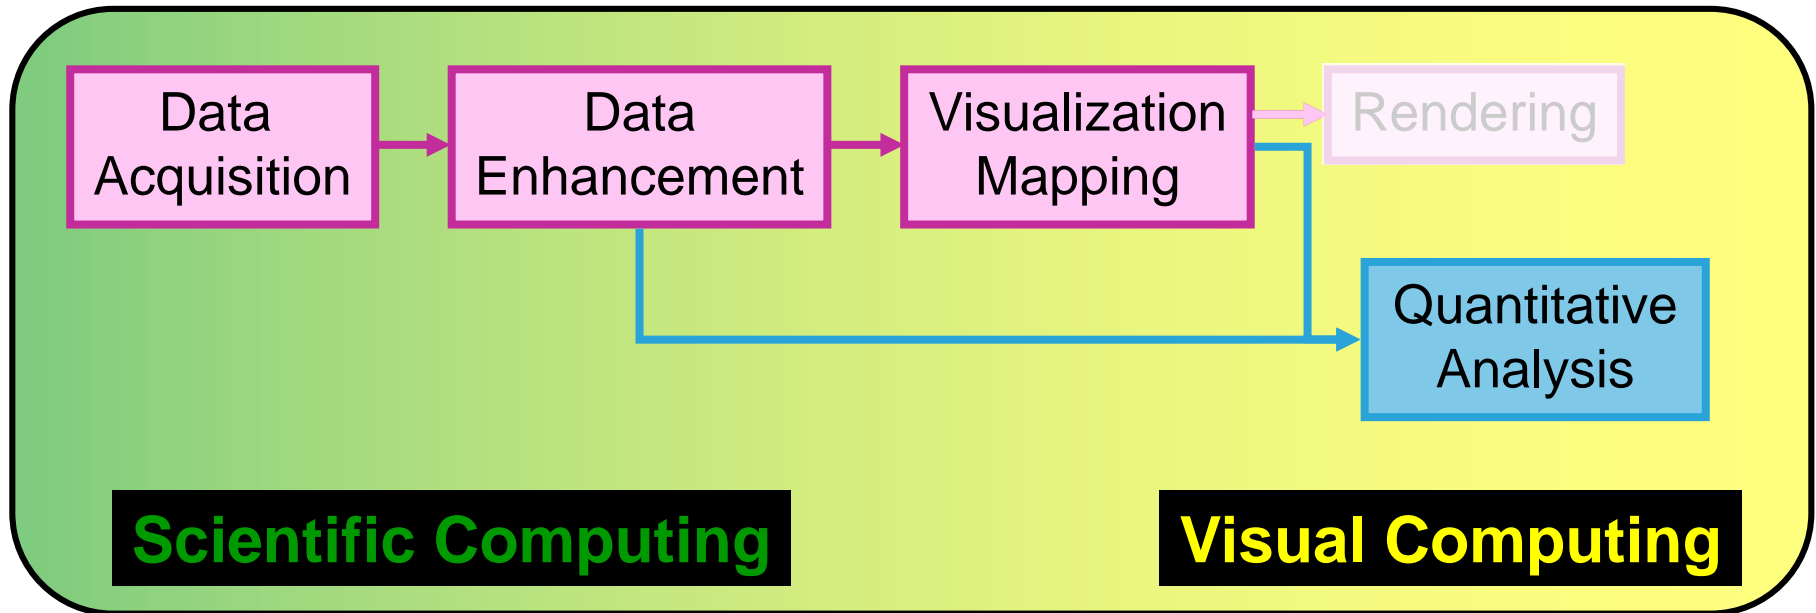 Data
Acquisition
Data
Enhancement
Visualization
Mapping
Rendering
Quantitative
Analysis
Scientific Computing
Visual Computing